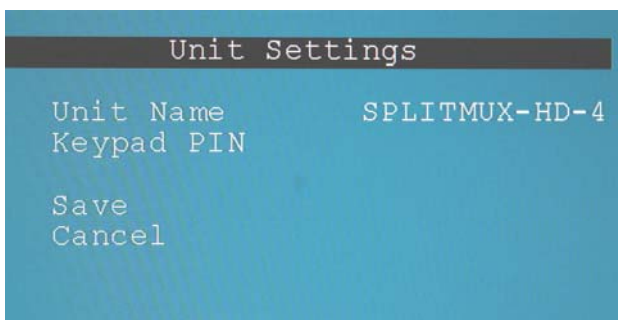 Unit Settings
Unit Name SPLITMUX-HD-4
Keypad PIN
Save
Cancel